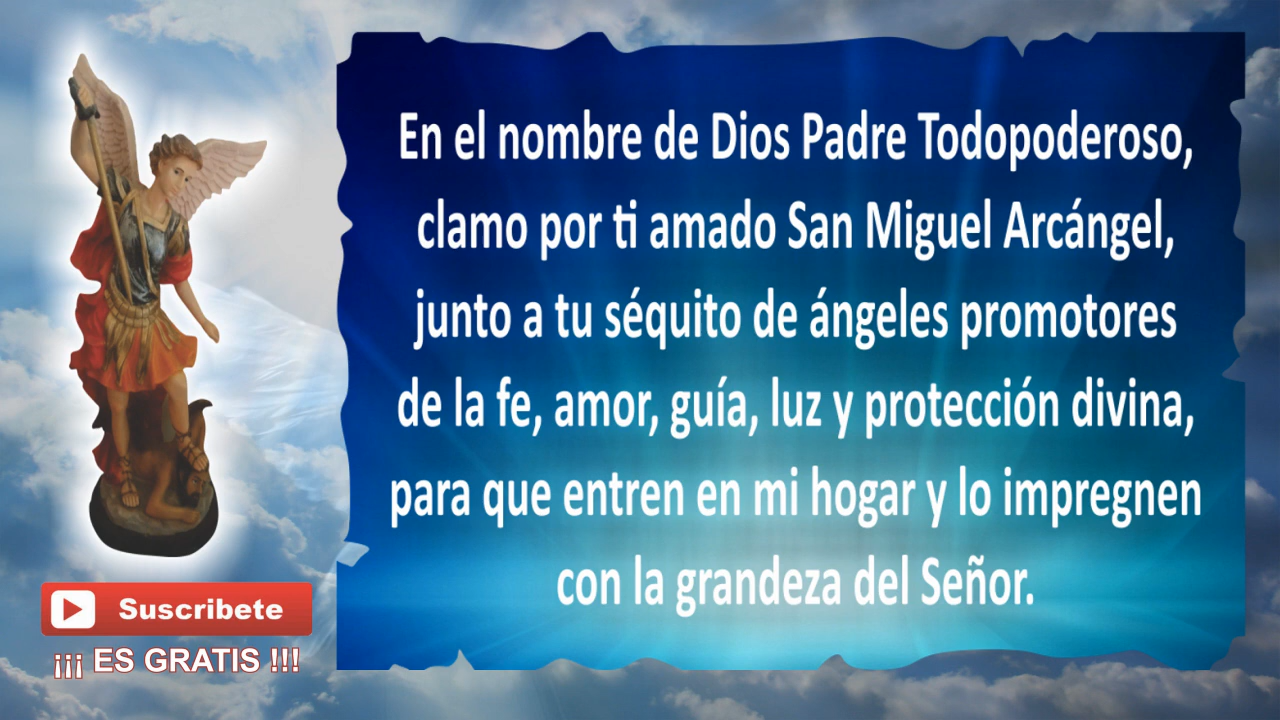 En el nombre de Dios Padre Todopoderoso,
clamo por ti amado San Miguel Arcángel,
junto a tu séquito de ángeles promotores
de la fe, amor, guía, luz y protección divina,
para que entren en mi hogar y lo impregnen
con la grandeza del Señor.
Suscribete
¡¡¡ ES GRATIS !!!